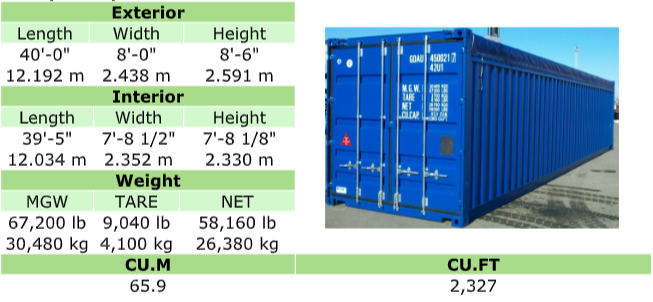 Exterior
Length Width Height
40'-0" 8'-0" 8'-6"
12.192 m 2.438 m 2.591 m
Interior
Length Width Height
39'-5" 7'-8 1/2" 7'-8 1/8"
12.034 m 2.352 m 2.330 m
Weight
MGW TARE NET
67,200 lb 9,040 lb 58,160 lb
30,480 kg 4,100 kg 26,380 kg
CU.M CU.FT
65.9 2,327
42U1
M.G.W.
TARE
NET
CU.CAP.